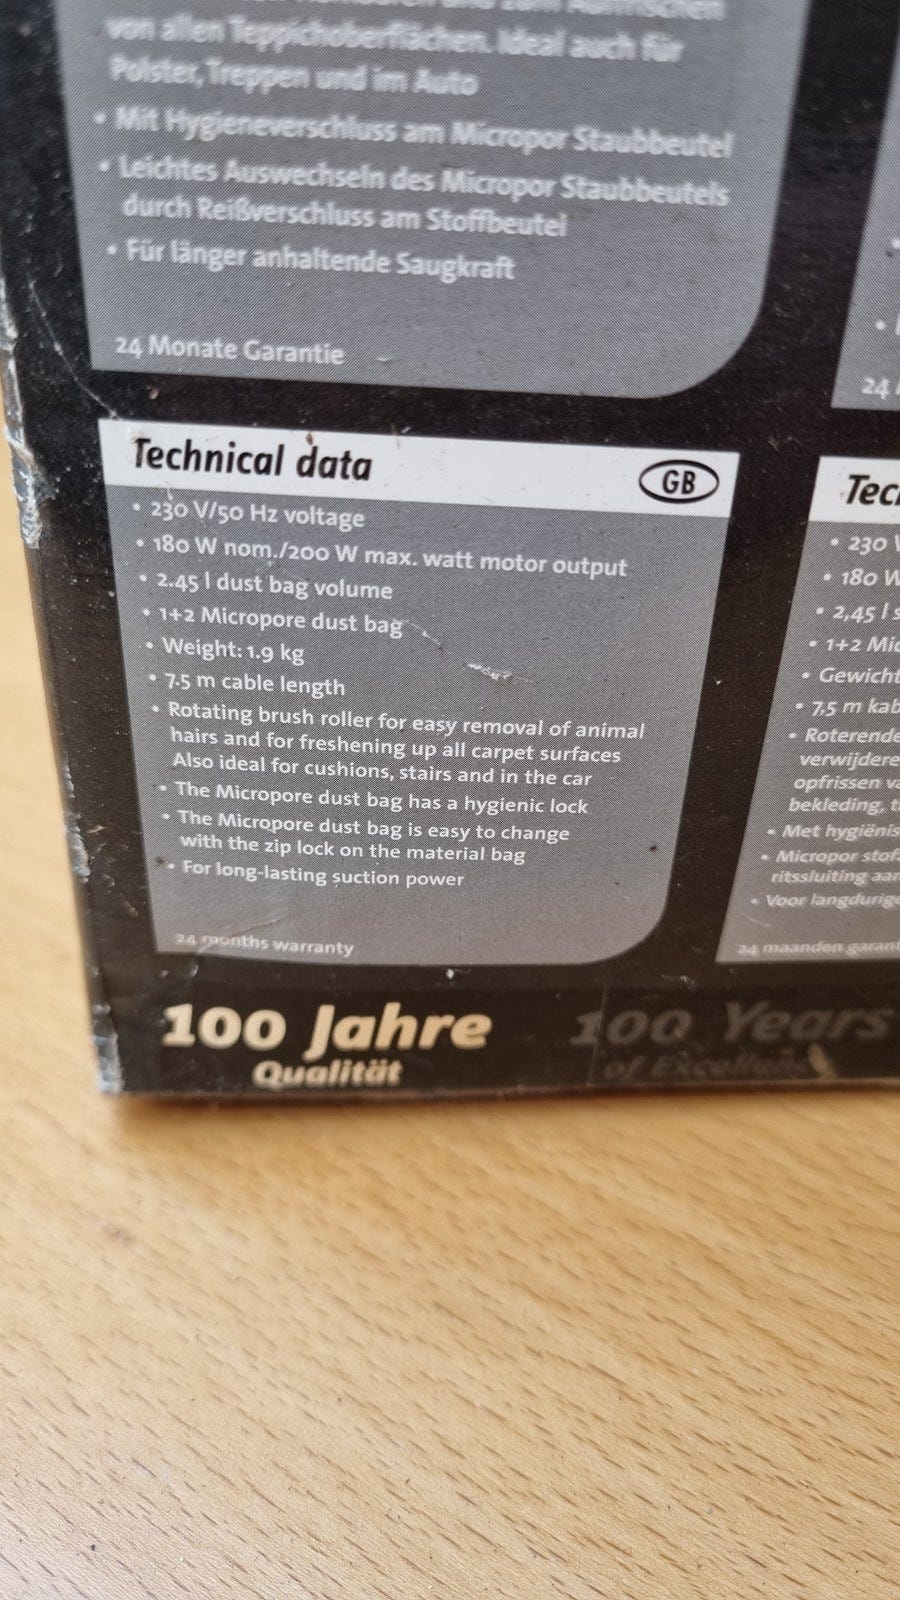 von allen Teppichoberflächen. Ideal auch für
Polster, Treppen und im Auto
• Mit Hygieneverschluss am Micropor Staubbeutel
• Leichtes Auswechseln des Micropor Staubbeutels
durch Reißverschluss am Stoffbeutel
• Für länger anhaltende Saugkraft
24 Monate Garantie
24
Technical data GB
• 230 V/50 Hz voltage
• 180 W nom./200 W max. watt motor output
• 2.45 l dust bag volume
• 1+2 Micropore dust bag
• Weight: 1.9 kg
• 7.5 m cable length
• Rotating brush roller for easy removal of animal
hairs and for freshening up all carpet surfaces
Also ideal for cushions, stairs and in the car
• The Micropore dust bag has a hygienic lock
• The Micropore dust bag is easy to change
with the zip lock on the material bag
• For long-lasting suction power
24 months warranty
Tec
• 230 V
• 180 W
• 2,45 l s
• 1+2 Mic
• Gewicht
• 7,5 m kab
• Roterende
verwijdere
opfrissen va
bekleding, t
• Met hygiënis
• Micropor stof
ritssluiting aan
• Voor langdurige
24 maanden garant
100 Jahre
Qualität
100 Years
of Excellence